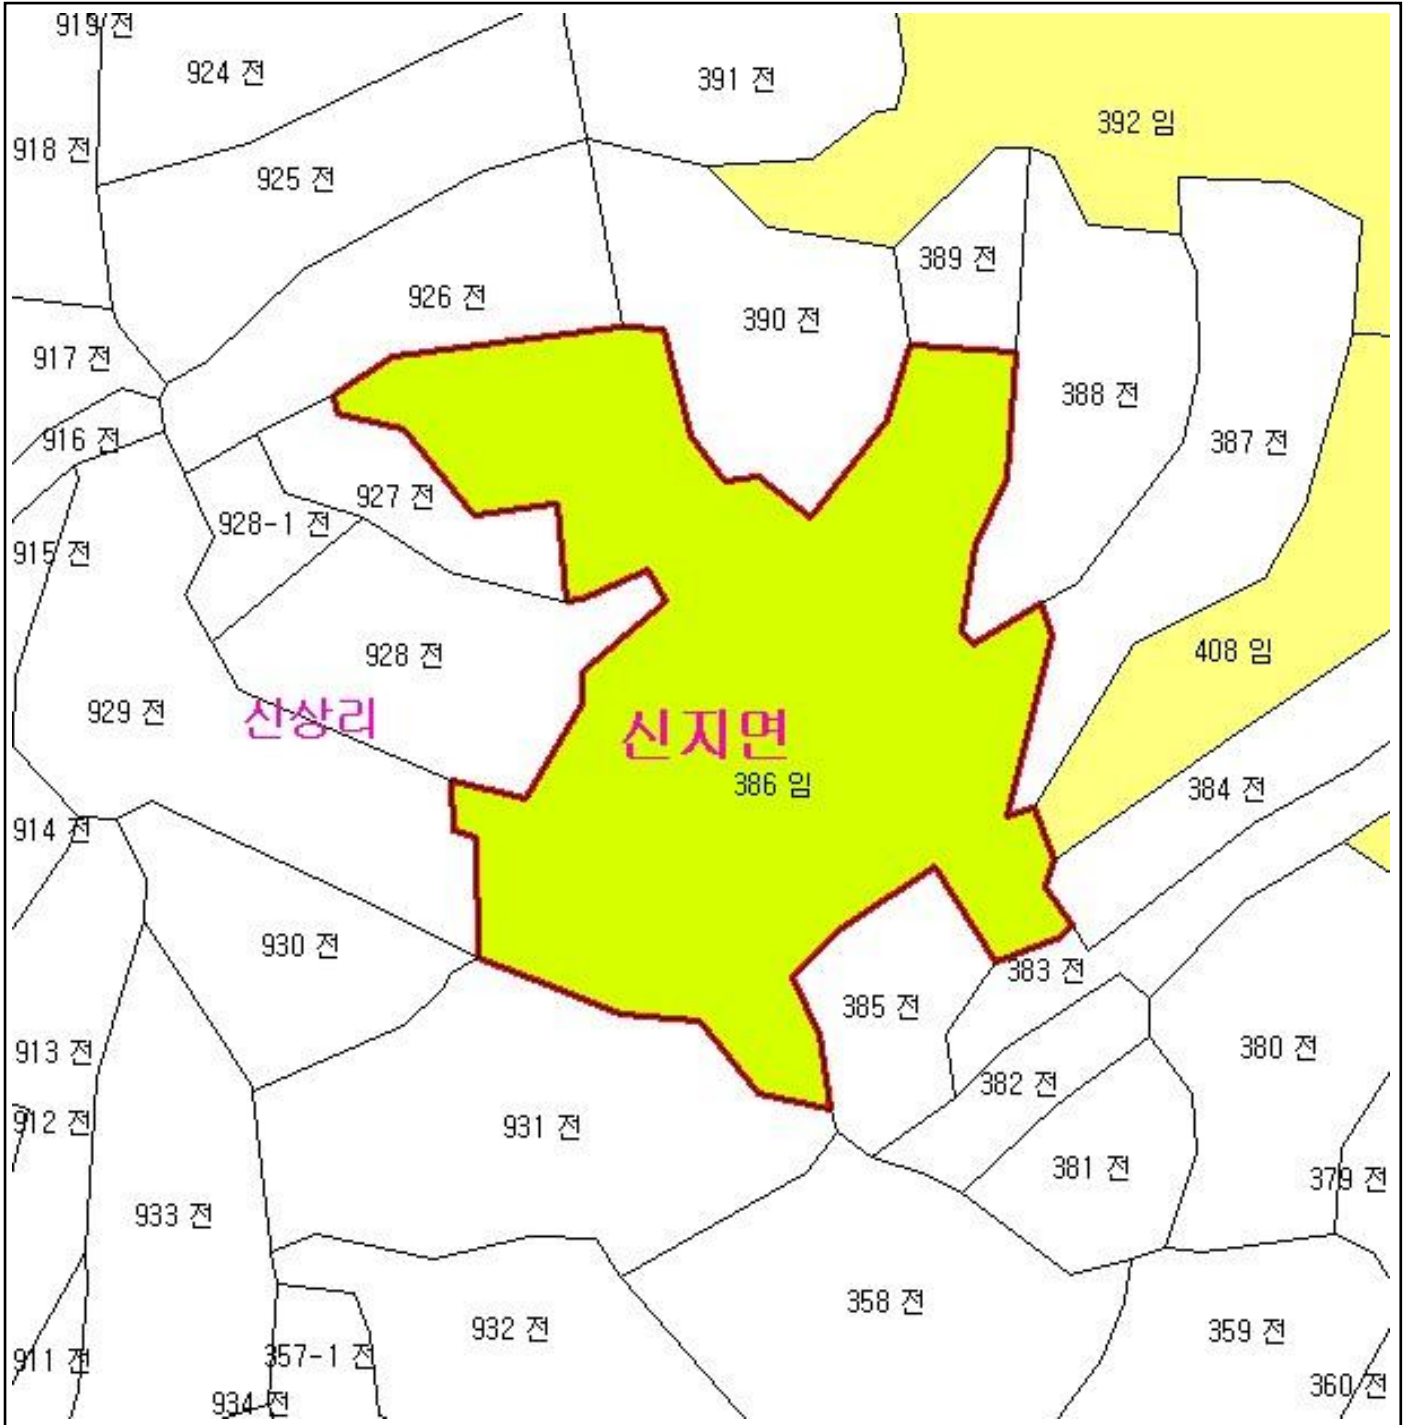 919 전
924 전
391 전
392 임
918 전
925 전
389 전
926 전
390 전
917 전
388 전
916 전
387 전
927 전
928-1 전
915 전
928 전
408 임
929 전
신상리
신지면
386 임
384 전
914 전
930 전
383 전
385 전
913 전
380 전
382 전
912 전
931 전
381 전
379 전
933 전
358 전
932 전
359 전
911 전
357-1 전
360 전
934 전